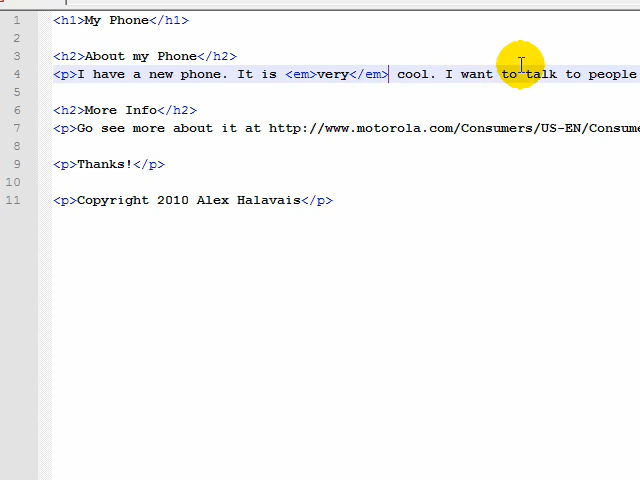 1 <h1>My Phone</h1>
2
3 <h2>About my Phone</h2>
4 <p>I have a new phone. It is <em>very</em> cool. I want to talk to people
5
6 <h2>More Info</h2>
7 <p>Go see more about it at http://www.motorola.com/Consumers/US-EN/Consume
8
9 <p>Thanks!</p>
10
11 <p>Copyright 2010 Alex Halavais</p>